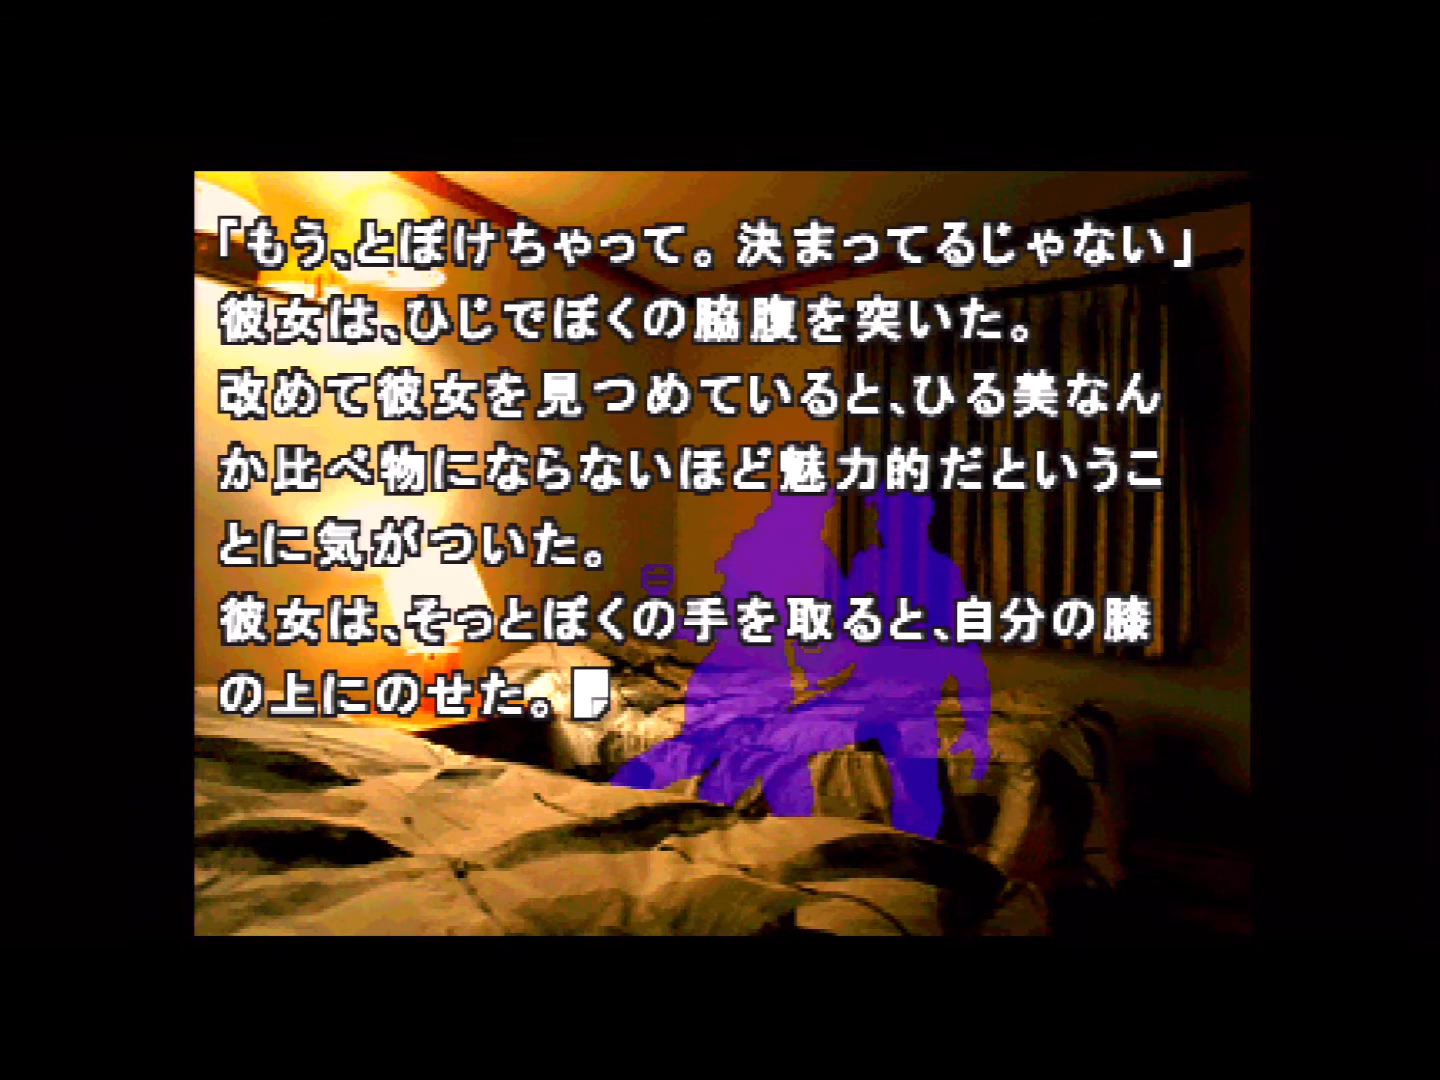 「もう、とぼけちゃって。決まってるじゃない」
彼女は、ひじでぼくの脇腹を突いた。
改めて彼女を見つめていると、ひる美なん
か比べ物にならないほど魅力的だというこ
とに気がついた。
彼女は、そっとぼくの手を取ると、自分の膝
の上にのせた。